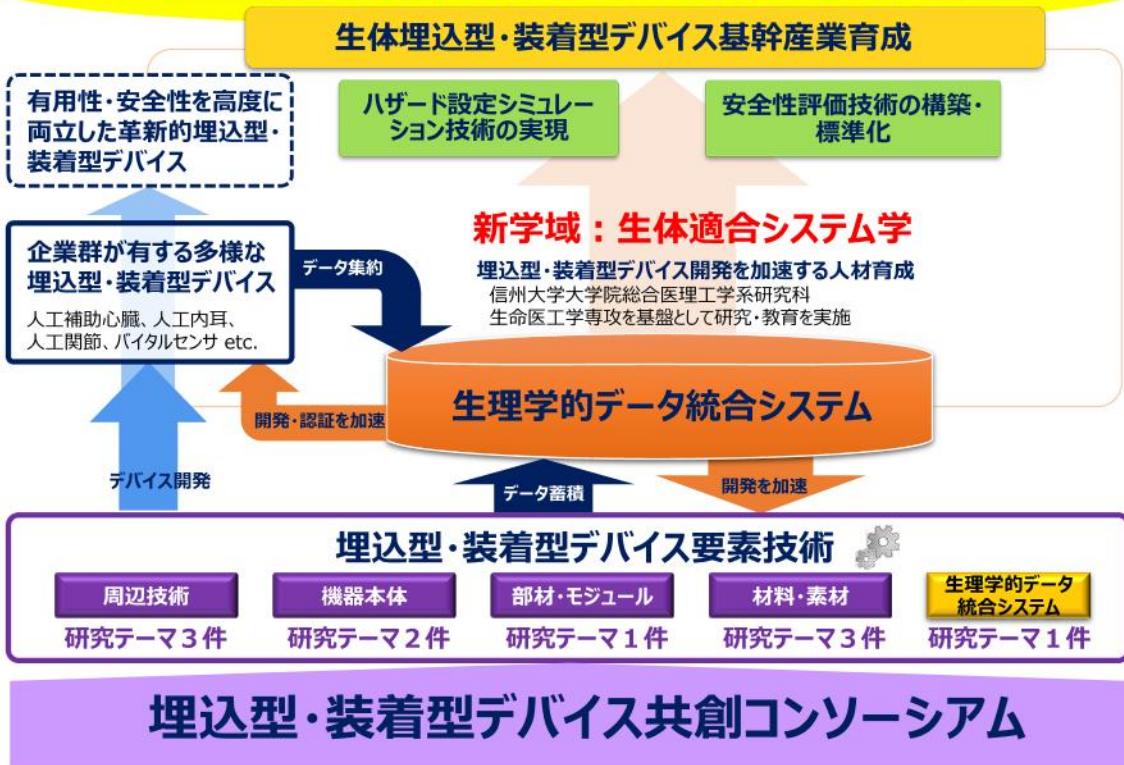 生体埋込型・装着型デバイス基幹産業育成
有用性・安全性を高度に
両立した革新的埋込型・
装着型デバイス
ハザード設定シミュレー
ション技術の実現
安全性評価技術の構築・
標準化
新学域：生体適合システム学
埋込型・装着型デバイス開発を加速する人材育成
信州大学大学院総合医理工学系研究科
生命医工学専攻を基盤として研究・教育を実施
企業群が有する多様な
埋込型・装着型デバイス
人工補助心臓、人工内耳、
人工関節、バイタルセンサ etc.
データ集約
生理学的データ統合システム
開発・認証を加速
デバイス開発
データ蓄積
開発を加速
埋込型・装着型デバイス要素技術
周辺技術
研究テーマ３件
機器本体
研究テーマ２件
部材・モジュール
研究テーマ１件
材料・素材
研究テーマ３件
生理学的データ
統合システム
研究テーマ１件
埋込型・装着型デバイス共創コンソーシアム